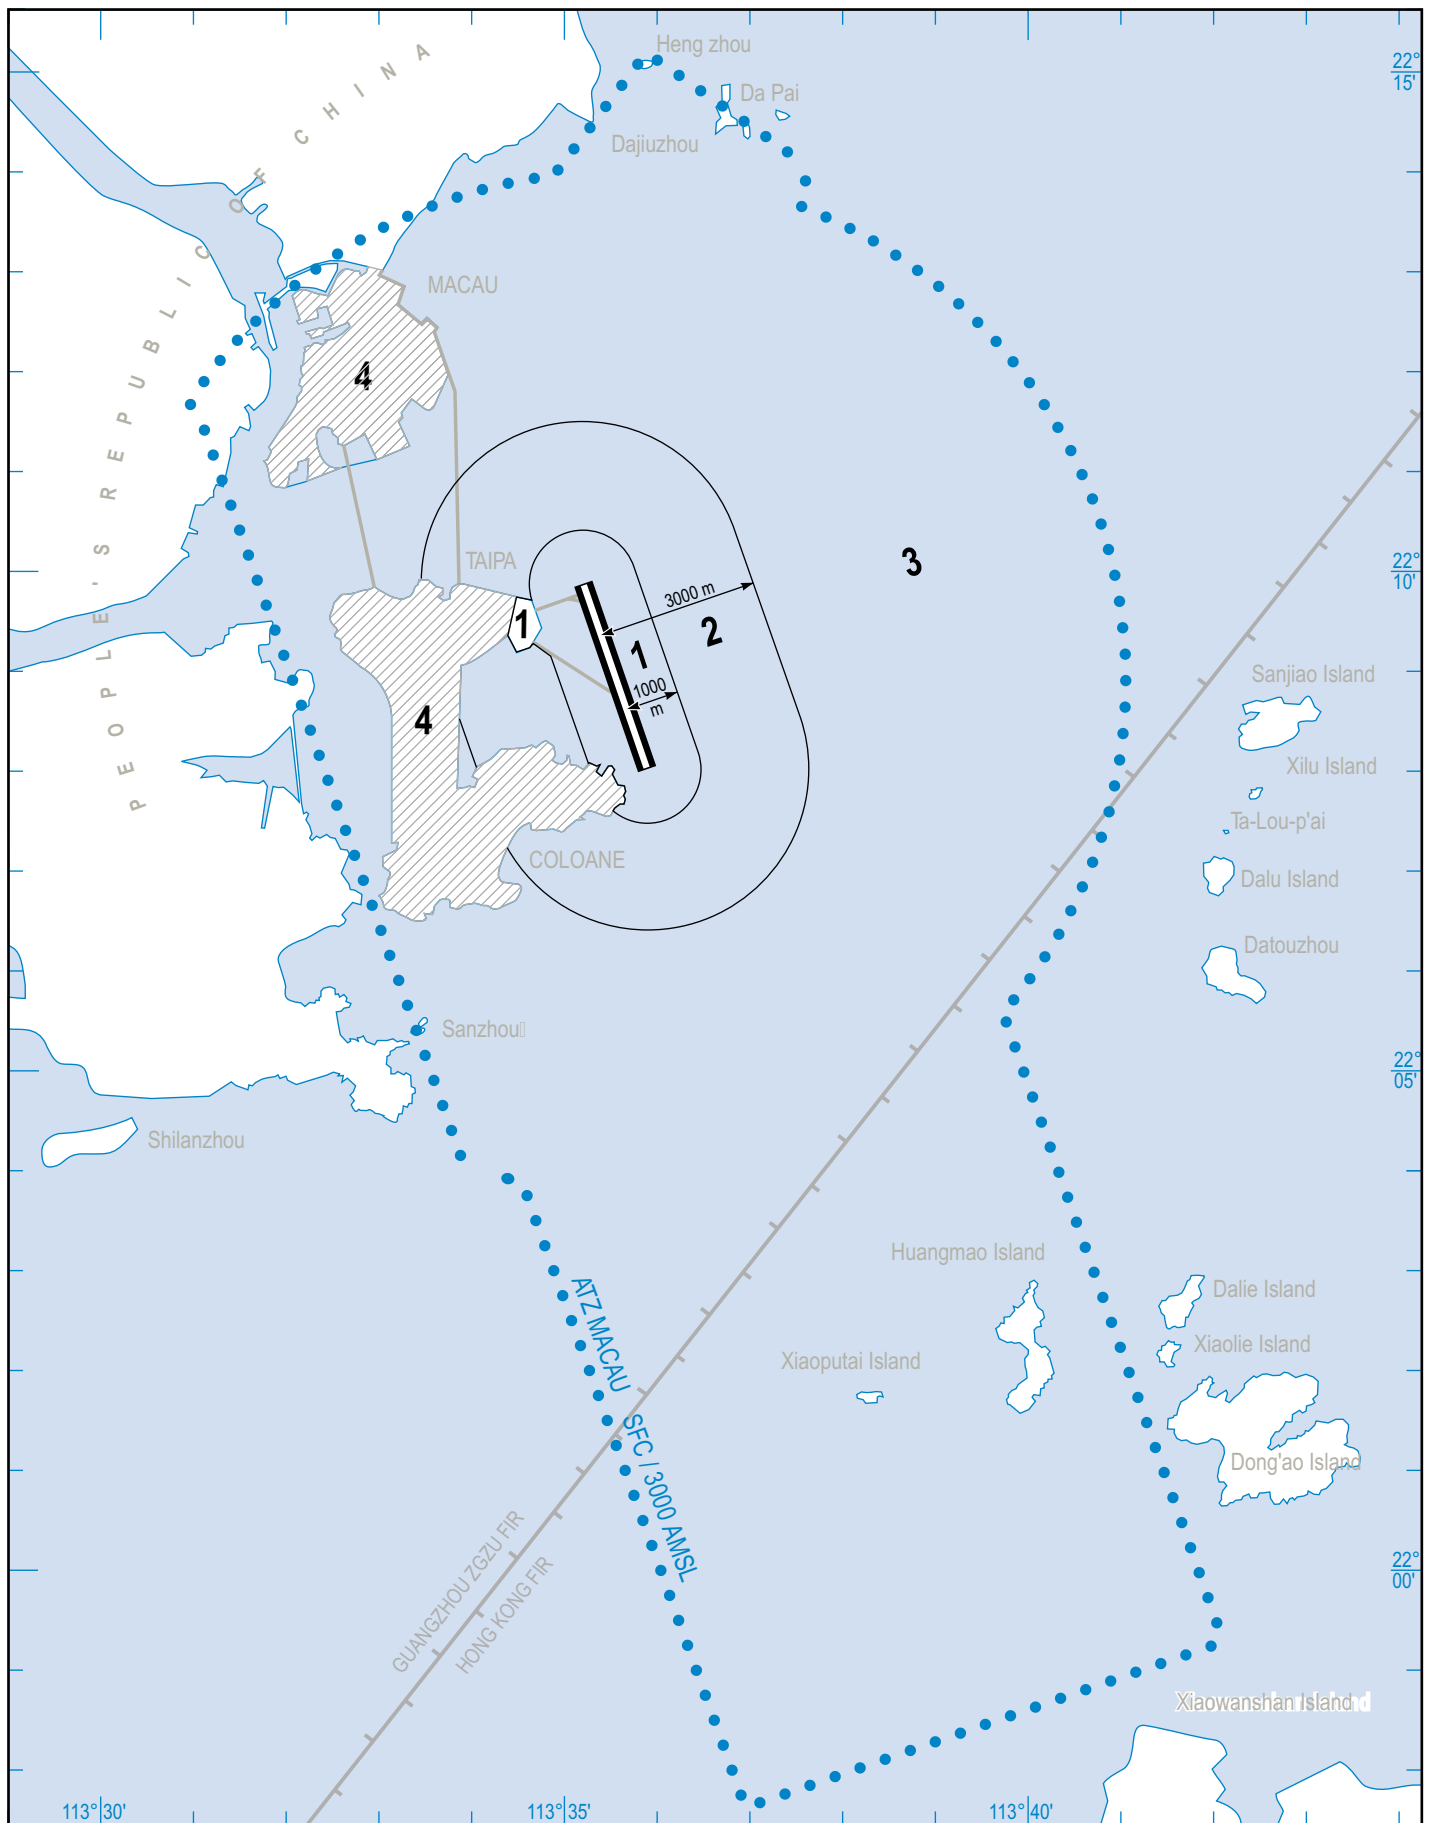 Heng zhou
Da Pai
Dajiuzhou
22°
15'
PEOPLE'S REPUBLIC OF CHINA
MACAU
4
3
TAIPA
22°
10'
3000 m
1
2
1
1000
m
Sanjiao Island
4
Xilu Island
Ta-Lou-p'ai
COLOANE
Dalu Island
Datouzhou
Sanzhou
22°
05'
Shilanzhou
Huangmao Island
Dalie Island
ATZ MACAU SFC / 3000 AMSL
Xiaolie Island
Xiaoputai Island
Dong'ao Island
GUANGZHOU ZGZU FIR
HONG KONG FIR
22°
00'
Xiaowanshan Island
113°30'
113°35'
113°40'